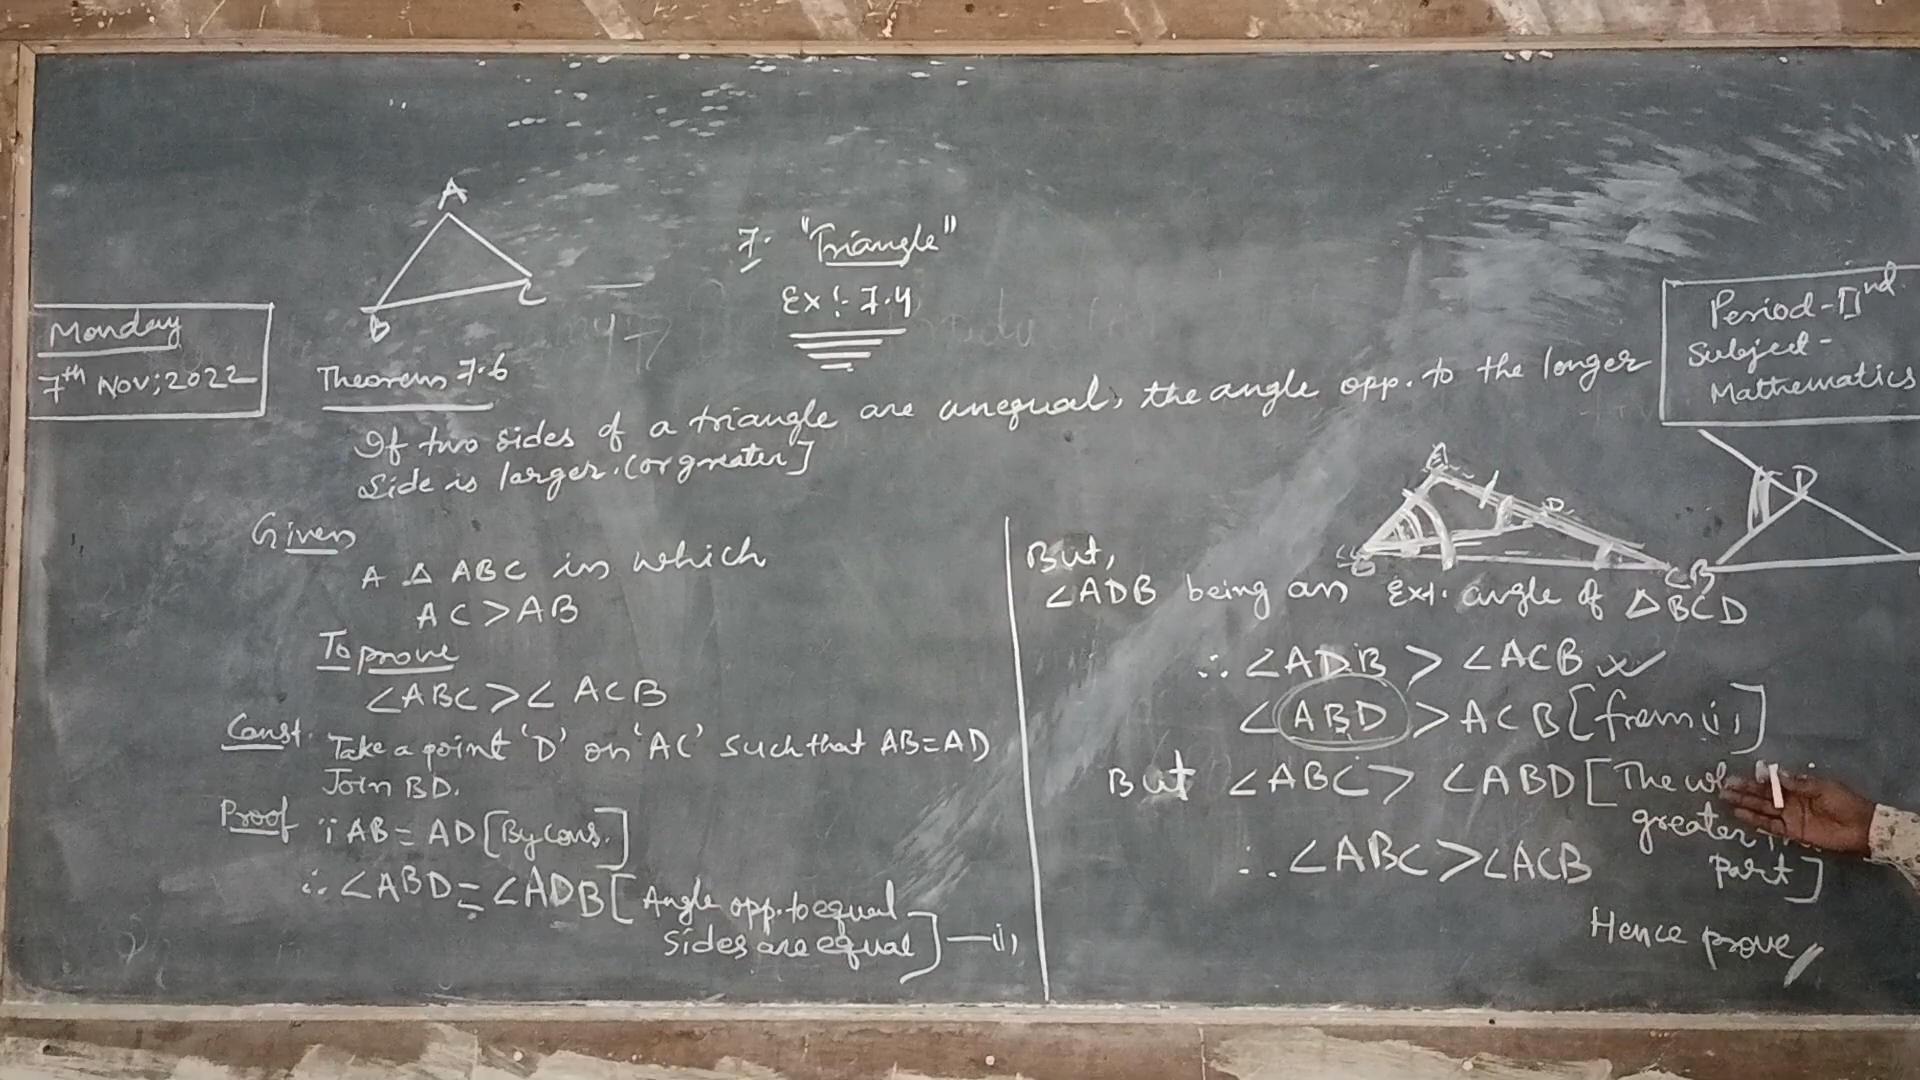 A
B
C
7. "Triangle"
Ex :- 7.4
Monday
7th Nov; 2022
Period - IInd
Subject -
Mathematics
Theorem 7.6
If two sides of a triangle are unequal, the angle opp. to the longer
side is larger. (or greater]
Given
A △ ABC in which
AC > AB
To prove
∠ABC > ∠ACB
Const. Take a point 'D' on 'AC' such that AB = AD
Join BD.
Proof ∵ AB = AD [By cons.]
∴ ∠ABD = ∠ADB [Angle opp. to equal
sides are equal] — (i)
A
D
B
C
D
B
But,
∠ADB being an Ext. angle of △BCD
∴ ∠ADB > ∠ACB
∠ABD > ACB [from (i)]
But ∠ABC > ∠ABD [The
greater
part]
∴ ∠ABC > ∠ACB
Hence prove